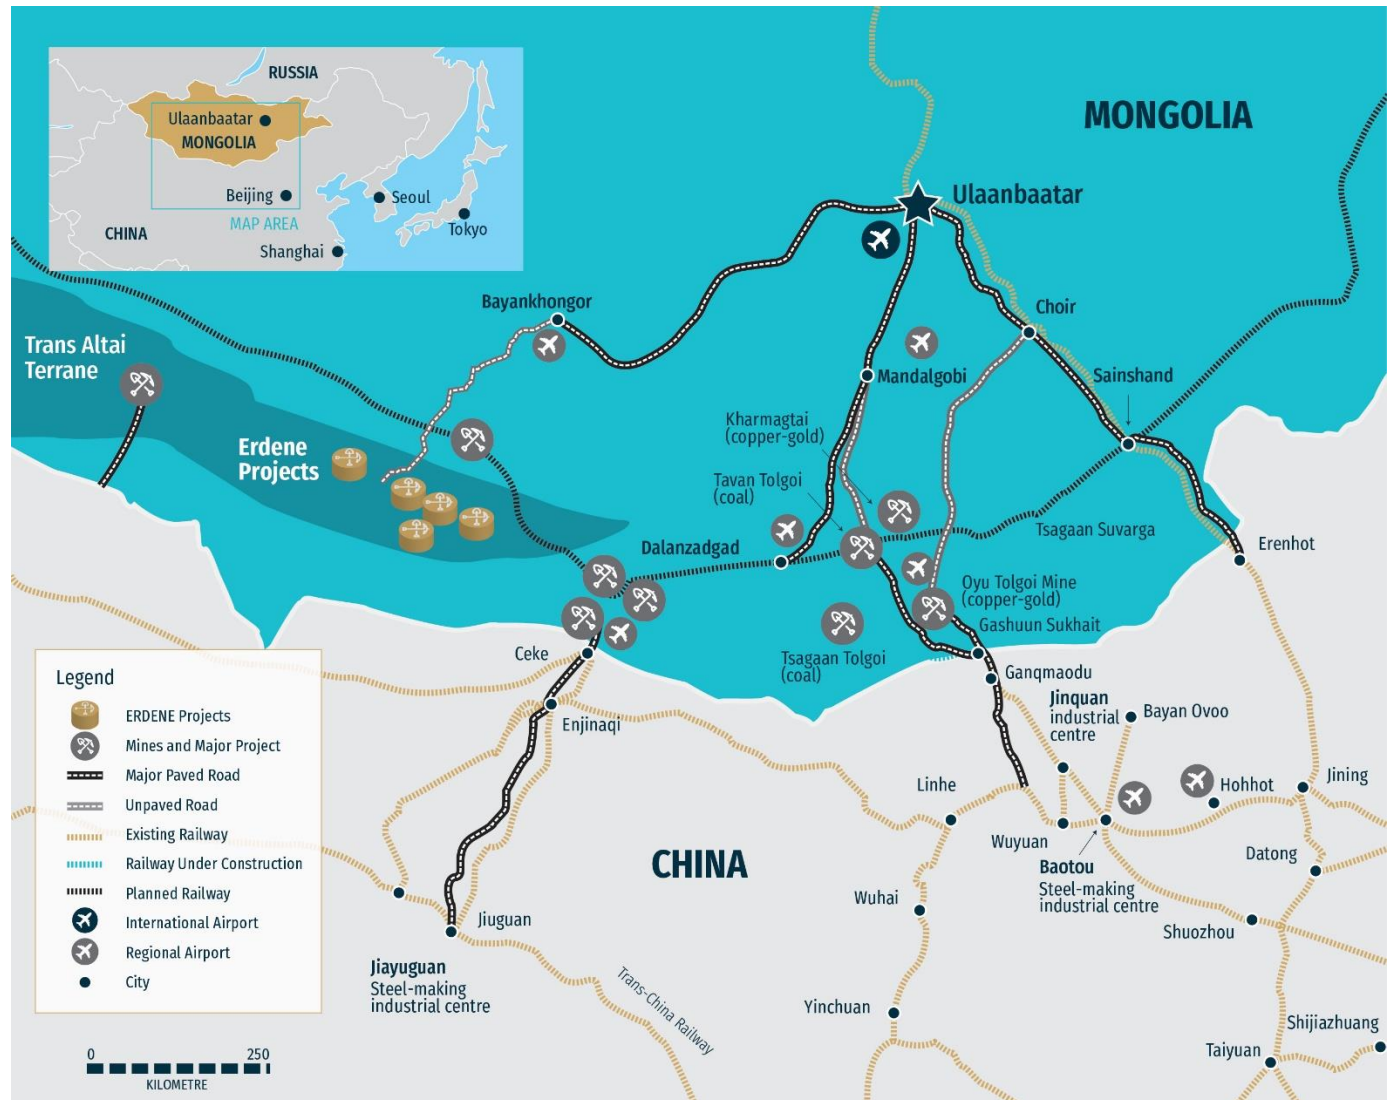 RUSSIA
Ulaanbaatar
MONGOLIA
Beijing
MAP AREA
CHINA
Shanghai
Seoul
Tokyo
MONGOLIA
Ulaanbaatar
Bayankhongor
Choir
Trans Altai
Terrane
Mandalgobi
Sainshand
Erdene
Projects
Kharmagtai
(copper-gold)
Tavan Tolgoi
(coal)
Tsagaan Suvarga
Dalanzadgad
Erenhot
Oyu Tolgoi Mine
(copper-gold)
Gashuun Sukhait
Tsagaan Tolgoi
(coal)
Ceke
Ganqmaodu
Enjinaqi
Jinquan
industrial
centre
Bayan Ovoo
Linhe
Hohhot
Jining
Wuyuan
Baotou
Steel-making
industrial centre
Datong
CHINA
Wuhai
Shuozhou
Jiuguan
Jiayuguan
Steel-making
industrial centre
Trans-China Railway
Yinchuan
Shijiazhuang
Taiyuan
Legend
ERDENE Projects
Mines and Major Project
Major Paved Road
Unpaved Road
Existing Railway
Railway Under Construction
Planned Railway
International Airport
Regional Airport
City
0 250
KILOMETRE